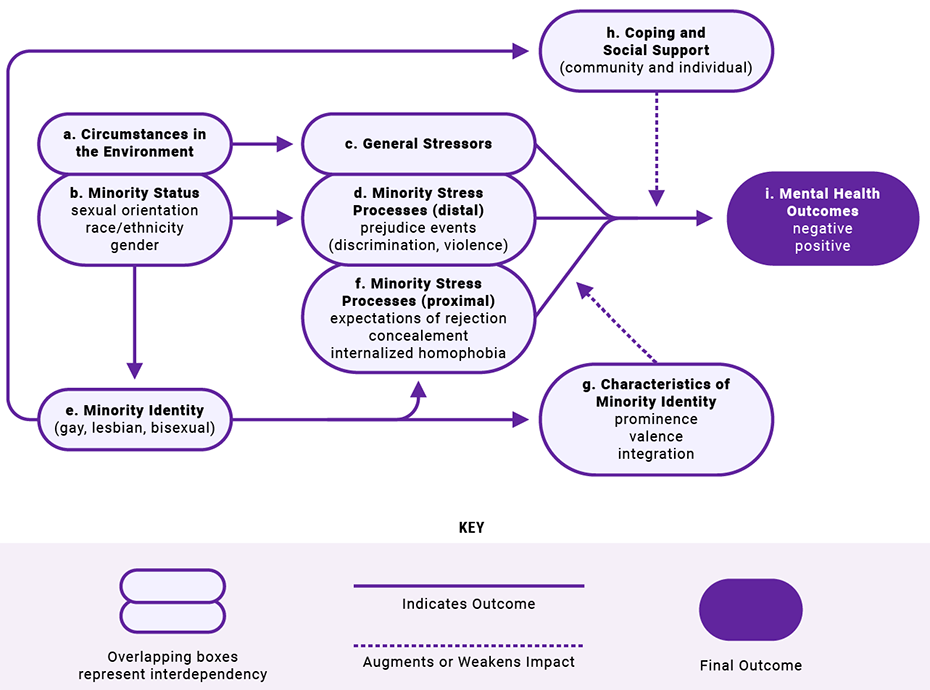 h. Coping and
Social Support
(community and individual)
a. Circumstances in
the Environment
c. General Stressors
b. Minority Status
sexual orientation
race/ethnicity
gender
d. Minority Stress
Processes (distal)
prejudice events
(discrimination, violence)
i. Mental Health
Outcomes
negative
positive
f. Minority Stress
Processes (proximal)
expectations of rejection
concealement
internalized homophobia
e. Minority Identity
(gay, lesbian, bisexual)
g. Characteristics of
Minority Identity
prominence
valence
integration
KEY
Overlapping boxes
represent interdependency
Indicates Outcome
Augments or Weakens Impact
Final Outcome